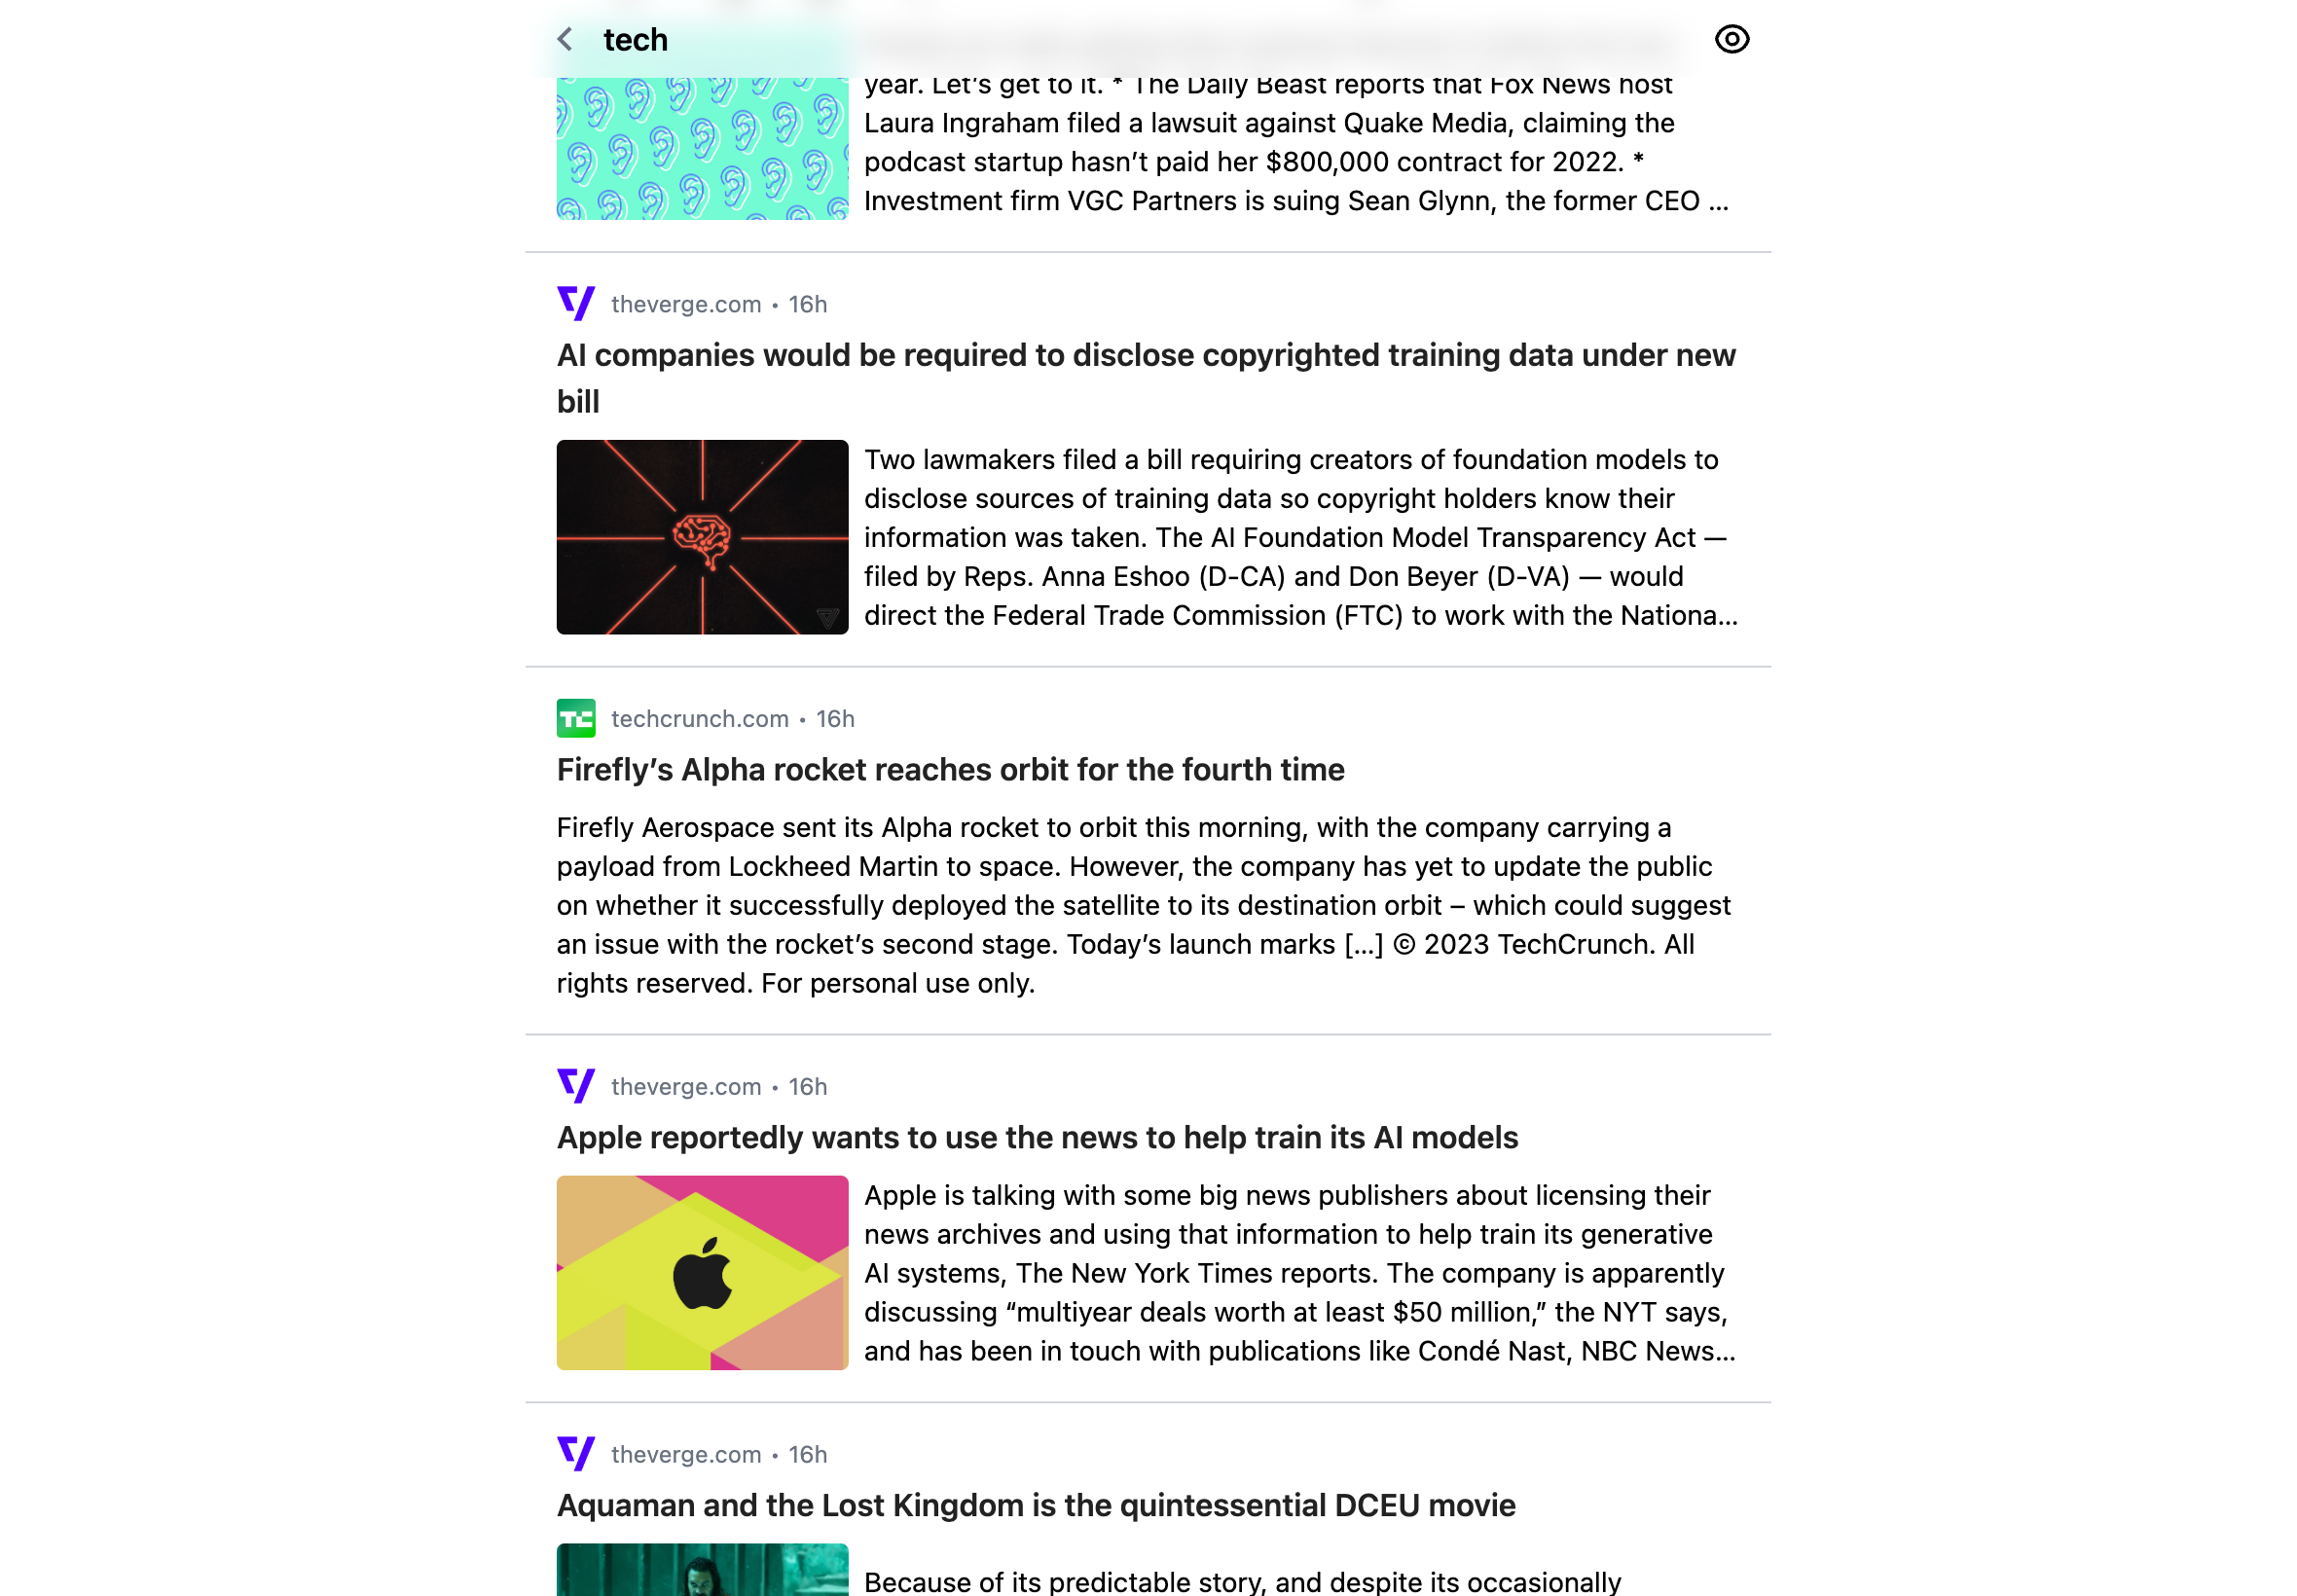 tech
year. Let’s get to it. * The Daily Beast reports that Fox News host
Laura Ingraham filed a lawsuit against Quake Media, claiming the
podcast startup hasn’t paid her $800,000 contract for 2022. *
Investment firm VGC Partners is suing Sean Glynn, the former CEO ...
theverge.com • 16h
AI companies would be required to disclose copyrighted training data under new
bill
Two lawmakers filed a bill requiring creators of foundation models to
disclose sources of training data so copyright holders know their
information was taken. The AI Foundation Model Transparency Act —
filed by Reps. Anna Eshoo (D-CA) and Don Beyer (D-VA) — would
direct the Federal Trade Commission (FTC) to work with the Nationa...
TC techcrunch.com • 16h
Firefly’s Alpha rocket reaches orbit for the fourth time
Firefly Aerospace sent its Alpha rocket to orbit this morning, with the company carrying a
payload from Lockheed Martin to space. However, the company has yet to update the public
on whether it successfully deployed the satellite to its destination orbit – which could suggest
an issue with the rocket’s second stage. Today’s launch marks [...] © 2023 TechCrunch. All
rights reserved. For personal use only.
theverge.com • 16h
Apple reportedly wants to use the news to help train its AI models
Apple is talking with some big news publishers about licensing their
news archives and using that information to help train its generative
AI systems, The New York Times reports. The company is apparently
discussing “multiyear deals worth at least $50 million,” the NYT says,
and has been in touch with publications like Condé Nast, NBC News...
theverge.com • 16h
Aquaman and the Lost Kingdom is the quintessential DCEU movie
Because of its predictable story, and despite its occasionally